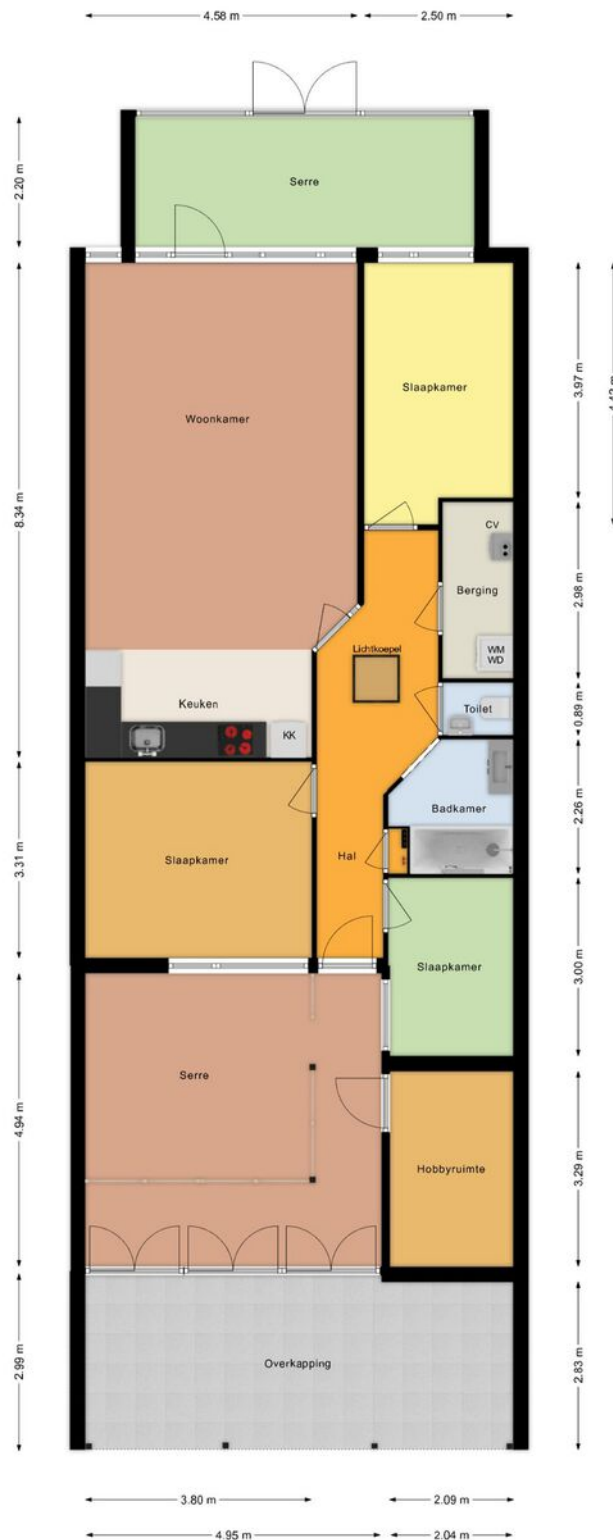 4.58 m
2.50 m
2.20 m
Serre
8.34 m
Woonkamer
Slaapkamer
3.97 m
4.42 m
CV
Berging
WM
WD
2.98 m
Lichtkoepel
Keuken
KK
Toilet
0.89 m
Badkamer
2.26 m
3.31 m
Slaapkamer
Hal
Slaapkamer
3.00 m
4.94 m
Serre
Hobbyruimte
3.29 m
2.99 m
Overkapping
2.83 m
3.80 m
2.09 m
4.95 m
2.04 m